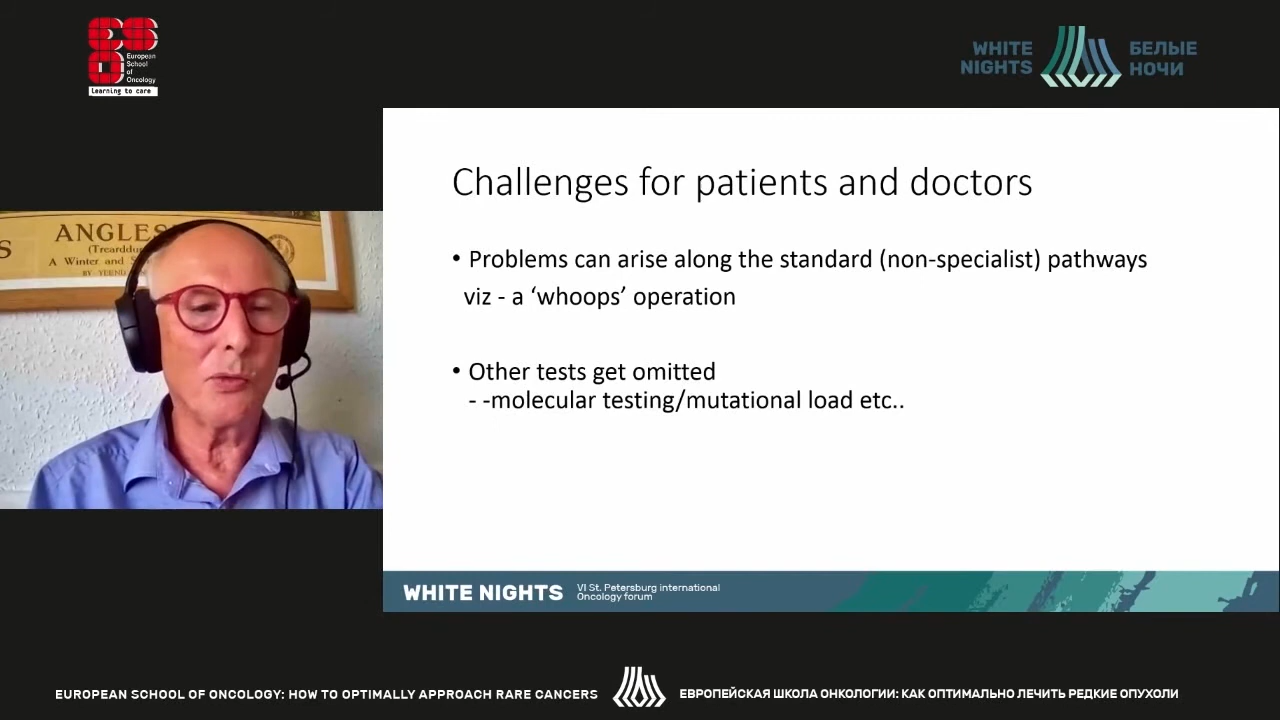 European
School
of
Oncology
Learning to care
WHITE
NIGHTS
БЕЛЫЕ
НОЧИ
Challenges for patients and doctors
• Problems can arise along the standard (non-specialist) pathways
viz - a ‘whoops’ operation
• Other tests get omitted
- -molecular testing/mutational load etc..
S
ANGLES
(Trearddur
A Winter and S
WHITE NIGHTS
VI St. Petersburg international
Oncology forum
EUROPEAN SCHOOL OF ONCOLOGY: HOW TO OPTIMALLY APPROACH RARE CANCERS
ЕВРОПЕЙСКАЯ ШКОЛА ОНКОЛОГИИ: КАК ОПТИМАЛЬНО ЛЕЧИТЬ РЕДКИЕ ОПУХОЛИ